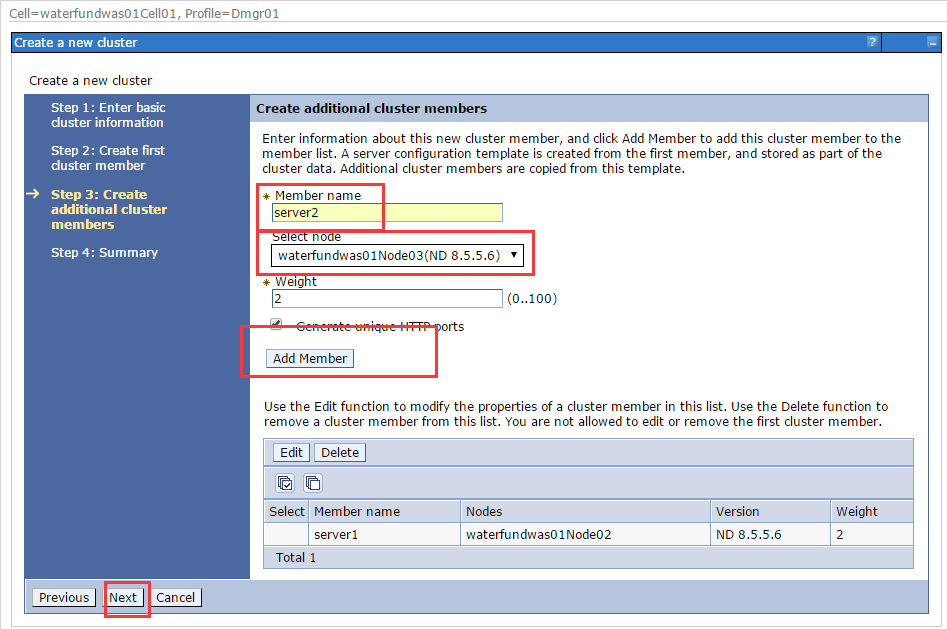 Cell=waterfundwas01Cell01, Profile=Dmgr01
Create a new cluster
?
Create a new cluster
Step 1: Enter basic
cluster information
Step 2: Create first
cluster member
Step 3: Create
additional cluster
members
Step 4: Summary
Create additional cluster members
Enter information about this new cluster member, and click Add Member to add this cluster member to the
member list. A server configuration template is created from the first member, and stored as part of the
cluster data. Additional cluster members are copied from this template.
Member name
server2
Select node
waterfundwas01Node03(ND 8.5.5.6)
Weight
2 (0..100)
Generate unique HTTP ports
Add Member
Use the Edit function to modify the properties of a cluster member in this list. Use the Delete function to
remove a cluster member from this list. You are not allowed to edit or remove the first cluster member.
Edit Delete
Select Member name Nodes Version Weight
server1 waterfundwas01Node02 ND 8.5.5.6 2
Total 1
Previous Next Cancel